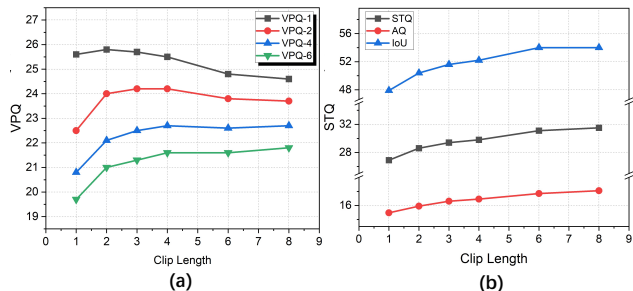 VPQ-1
VPQ-2
VPQ-4
VPQ-6
27
26
25
24
23
22
21
20
19
VPQ
0 1 2 3 4 5 6 7 8 9
Clip Length
(a)
STQ
AQ
IoU
56
52
48
32
28
16
STQ
0 1 2 3 4 5 6 7 8 9
Clip Length
(b)